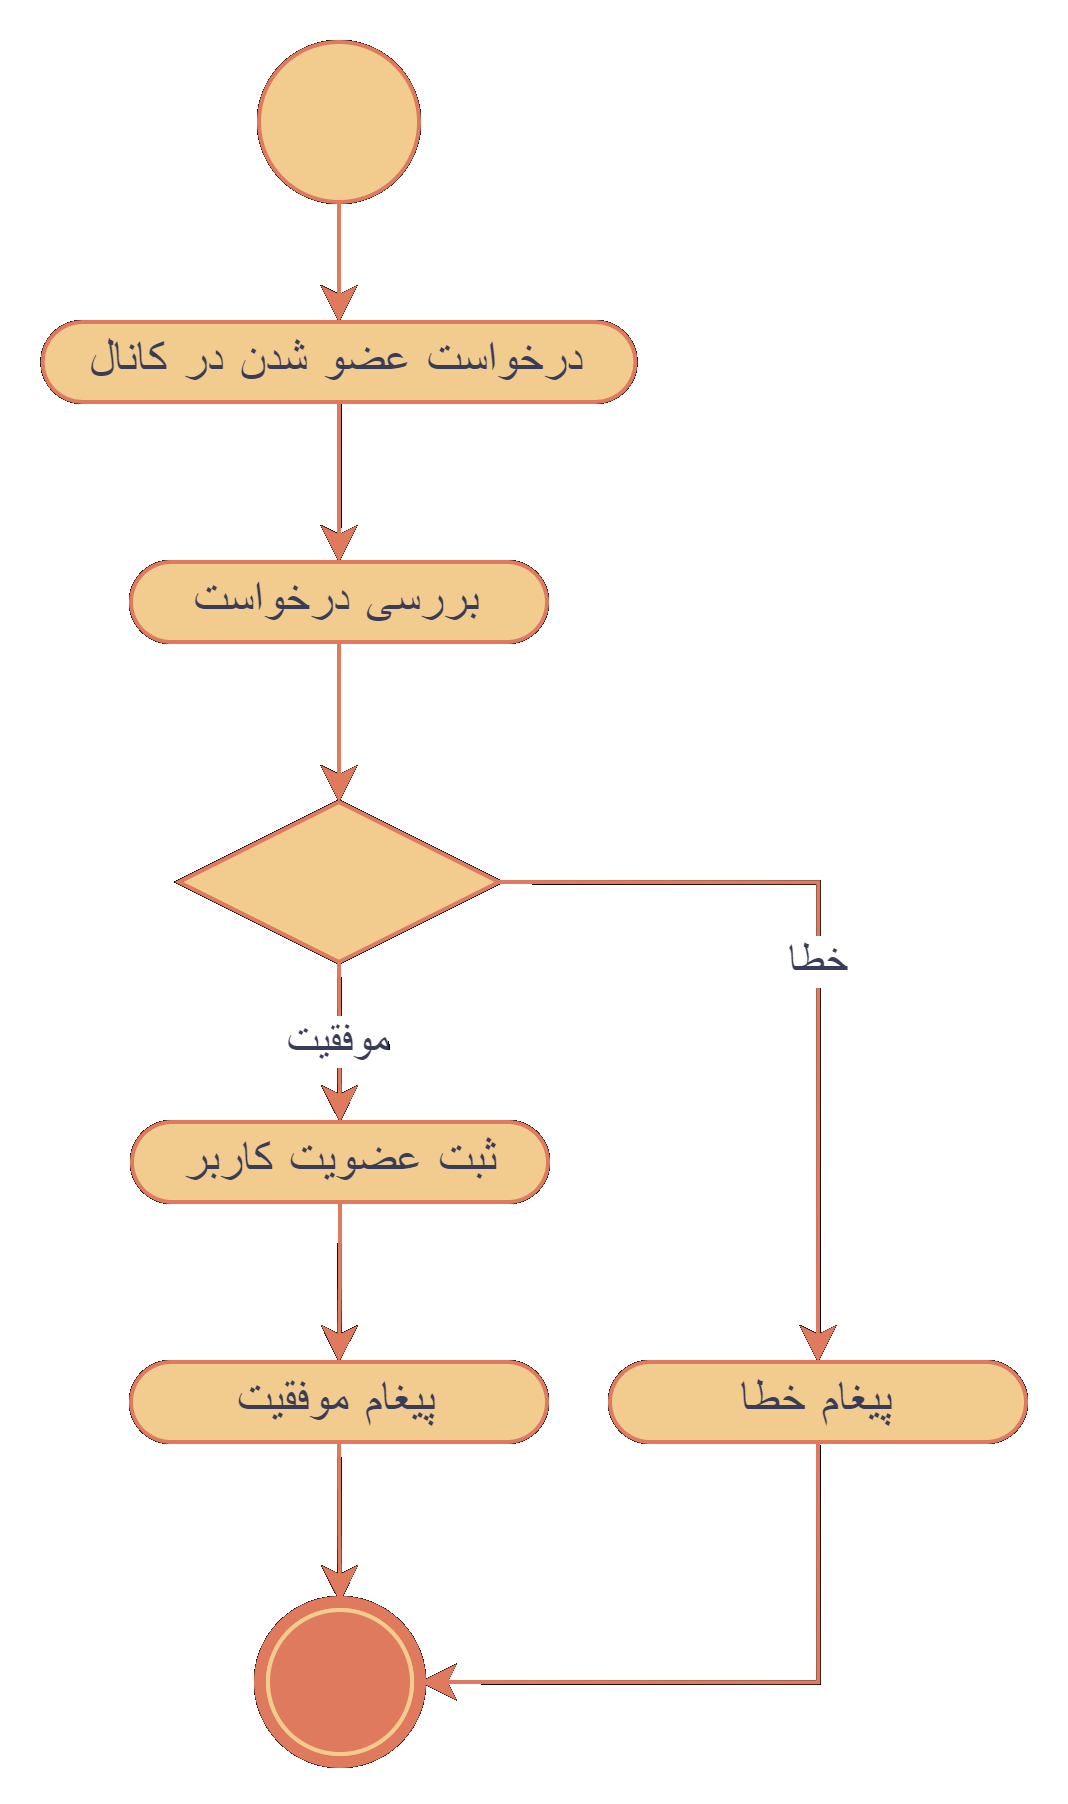 درخواست عضو شدن در کانال
بررسی درخواست
خطا
موفقیت
ثبت عضویت کاربر
پیغام موفقیت
پیغام خطا